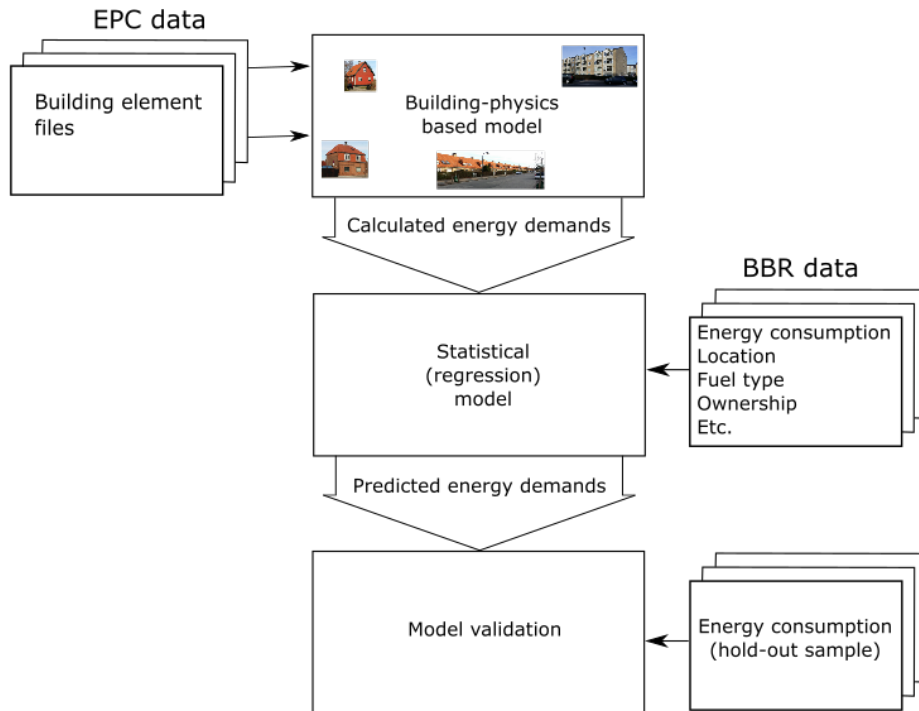 EPC data
Building element
files
Building-physics
based model
Calculated energy demands
BBR data
Statistical
(regression)
model
Energy consumption
Location
Fuel type
Ownership
Etc.
Predicted energy demands
Model validation
Energy consumption
(hold-out sample)